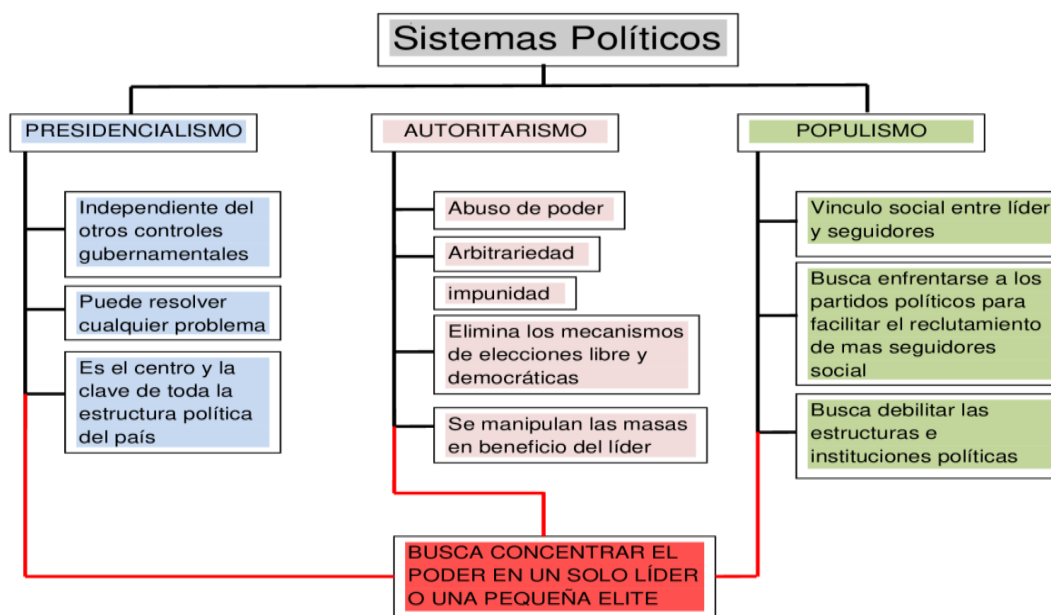 Sistemas Políticos
PRESIDENCIALISMO
Independiente del
otros controles
gubernamentales
Puede resolver
cualquier problema
Es el centro y la
clave de toda la
estructura política
del país
AUTORITARISMO
Abuso de poder
Arbitrariedad
impunidad
Elimina los mecanismos
de elecciones libre y
democráticas
Se manipulan las masas
en beneficio del líder
POPULISMO
Vinculo social entre líder
y seguidores
Busca enfrentarse a los
partidos políticos para
facilitar el reclutamiento
de mas seguidores
social
Busca debilitar las
estructuras e
instituciones políticas
BUSCA CONCENTRAR EL
PODER EN UN SOLO LÍDER
O UNA PEQUEÑA ELITE